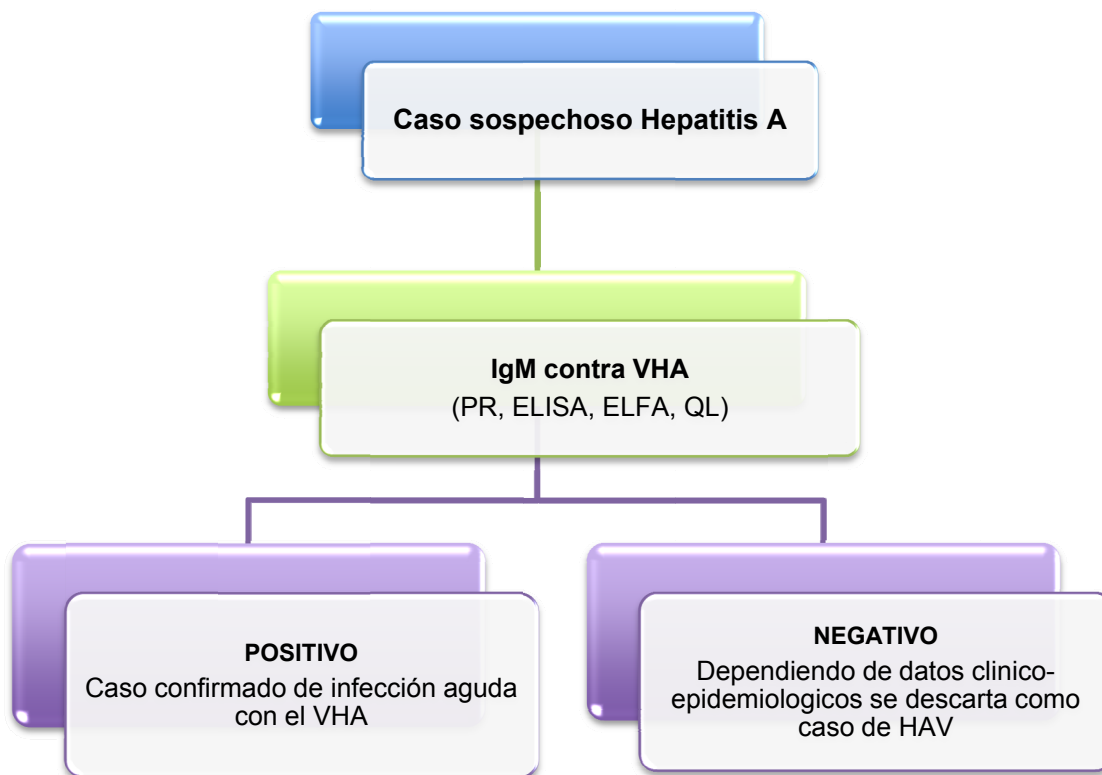 Caso sospechoso Hepatitis A
IgM contra VHA
(PR, ELISA, ELFA, QL)
POSITIVO
Caso confirmado de infección aguda
con el VHA
NEGATIVO
Dependiendo de datos clinico-
epidemiologicos se descarta como
caso de HAV